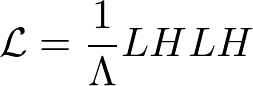 ℒ = 1/Λ LHLH